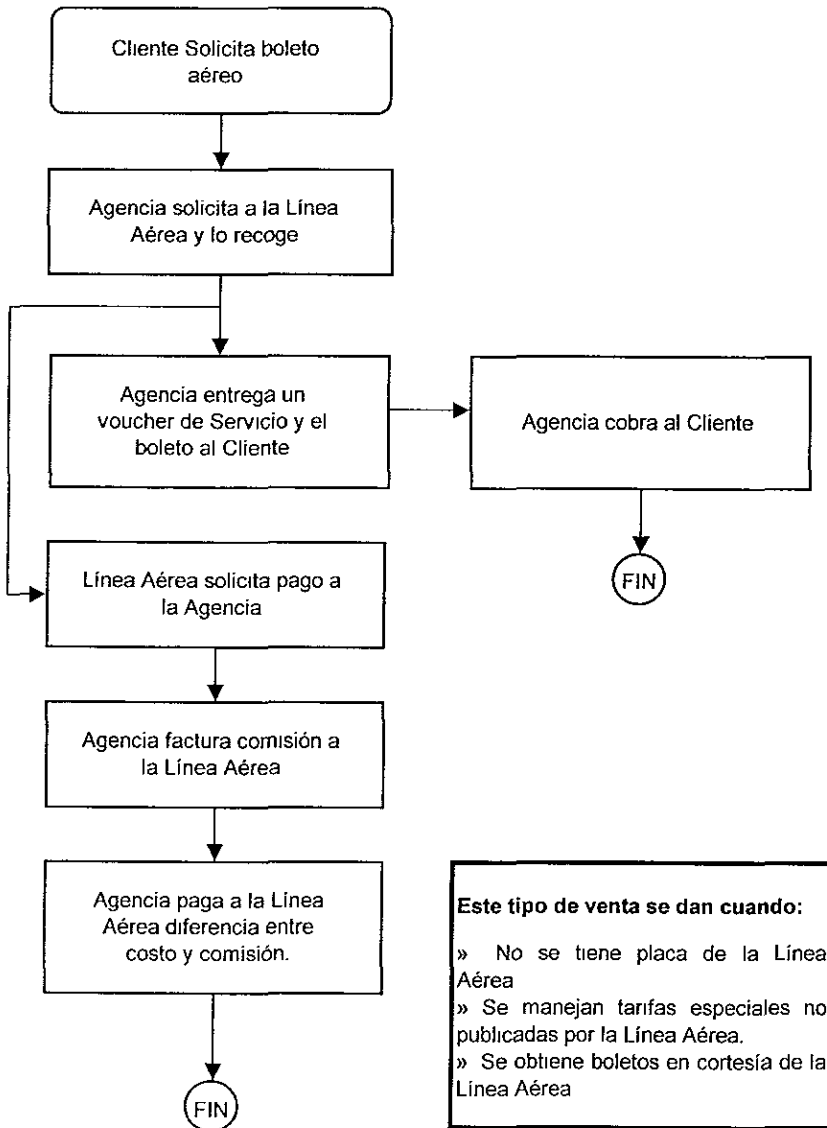 Cliente Solicita boleto
aéreo
Agencia solicita a la Línea
Aérea y lo recoge
Agencia entrega un
voucher de Servicio y el
boleto al Cliente
Agencia cobra al Cliente
FIN
Línea Aérea solicita pago a
la Agencia
Agencia factura comisión a
la Línea Aérea
Agencia paga a la Línea
Aérea diferencia entre
costo y comisión.
FIN
Este tipo de venta se dan cuando:
» No se tiene placa de la Línea
Aérea
» Se manejan tarifas especiales no
publicadas por la Línea Aérea.
» Se obtiene boletos en cortesía de la
Línea Aérea